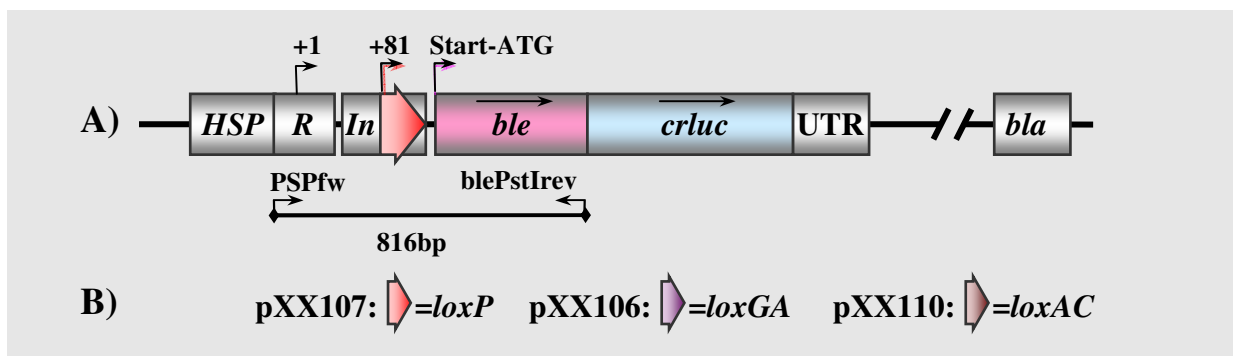 +1 +81 Start-ATG
A) HSP R In ble crluc UTR bla
PSPfw blePstIrev
816bp
B) pXX107: =loxP pXX106: =loxGA pXX110: =loxAC